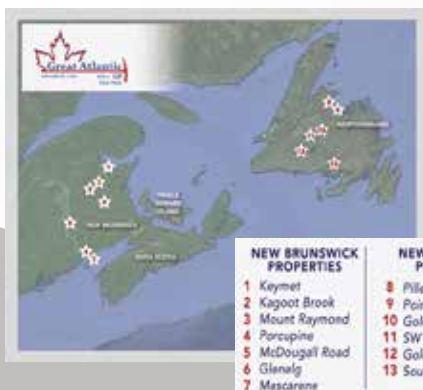 Great Atlantic
NEWFOUNDLAND
PRINCE
EDWARD
ISLAND
NEW BRUNSWICK
NOVA SCOTIA
NEW BRUNSWICK
PROPERTIES
1 Keymet
2 Kagoot Brook
3 Mount Raymond
4 Porcupine
5 McDougall Road
6 Glenelg
7 Mascarene
NEW
P
8 Pille
9 Poin
10 Gol
11 SW
12 Gol
13 Sou